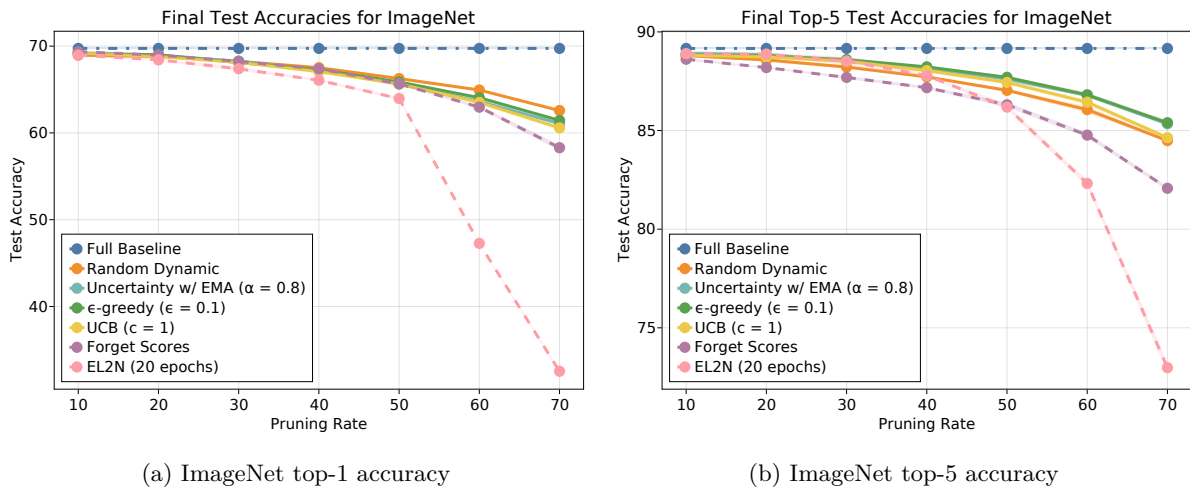 Final Test Accuracies for ImageNet
70
60
50
40
Test Accuracy
Full Baseline
Random Dynamic
Uncertainty w/ EMA (α = 0.8)
ϵ-greedy (ϵ = 0.1)
UCB (c = 1)
Forget Scores
EL2N (20 epochs)
10 20 30 40 50 60 70
Pruning Rate
(a) ImageNet top-1 accuracy
Final Top-5 Test Accuracies for ImageNet
90
85
80
75
Test Accuracy
Full Baseline
Random Dynamic
Uncertainty w/ EMA (α = 0.8)
ϵ-greedy (ϵ = 0.1)
UCB (c = 1)
Forget Scores
EL2N (20 epochs)
10 20 30 40 50 60 70
Pruning Rate
(b) ImageNet top-5 accuracy